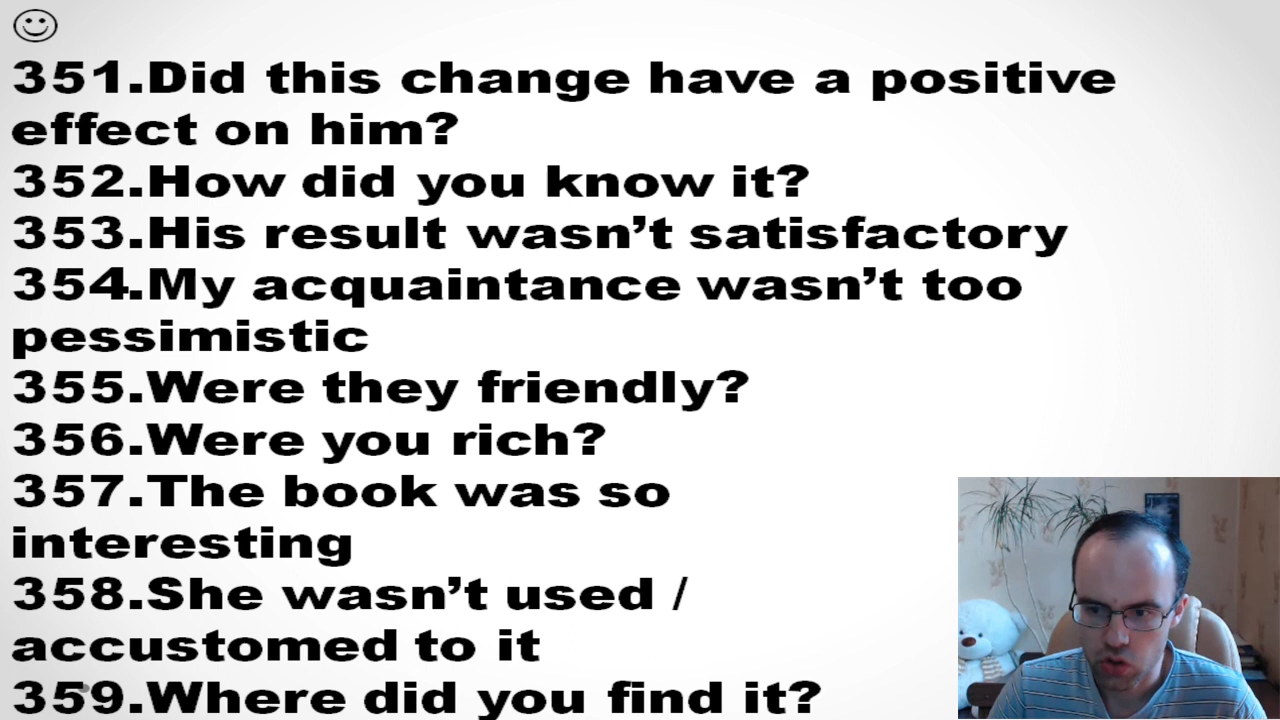 351.Did this change have a positive
effect on him?
352.How did you know it?
353.His result wasn’t satisfactory
354.My acquaintance wasn’t too
pessimistic
355.Were they friendly?
356.Were you rich?
357.The book was so
interesting
358.She wasn’t used /
accustomed to it
359.Where did you find it?